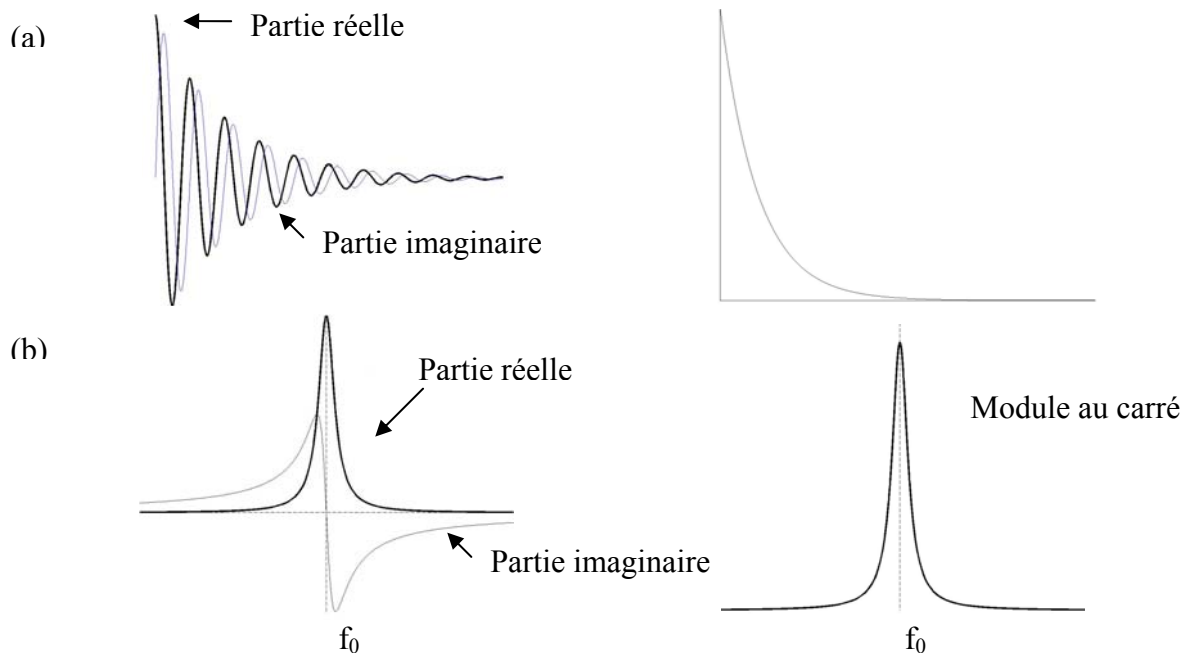 (a)
Partie réelle
Partie imaginaire
(b)
Partie réelle
Module au carré
Partie imaginaire
f₀
f₀